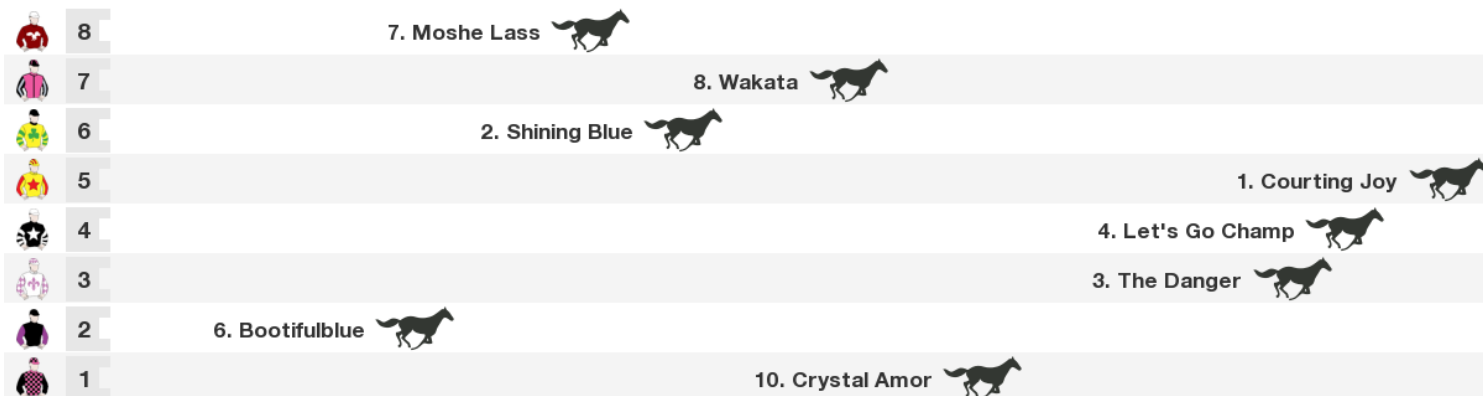 8 7. Moshe Lass
7 8. Wakata
6 2. Shining Blue
5 1. Courting Joy
4 4. Let's Go Champ
3 3. The Danger
2 6. Bootifulblue
1 10. Crystal Amor